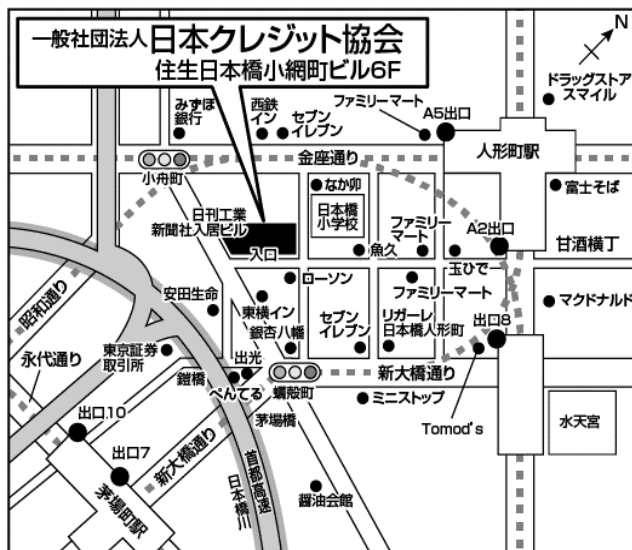 一般社団法人日本クレジット協会
住生日本橋小網町ビル6F
N
ドラッグストア
スマイル
みずほ
銀行
西鉄
イン
セブン
イレブン
ファミリーマート
A5出口
人形町駅
金座通り
小舟町
なか卯
富士そば
日刊工業
新聞社入居ビル
日本橋
小学校
入口
魚久
ファミリー
マート
A2出口
甘酒横丁
玉ひで
昭和通り
安田生命
ローソン
東横イン
ファミリーマート
マクドナルド
銀杏八幡
セブン
イレブン
リガーレ
日本橋人形町
出口8
永代通り
東京証券
取引所
鎧橋
出光
ぺんてる
蠣殻町
新大橋通り
ミニストップ
Tomod's
水天宮
茅場橋
出口10
出口7
新大橋通り
首都高速
日本橋川
茅場町駅
醤油会館